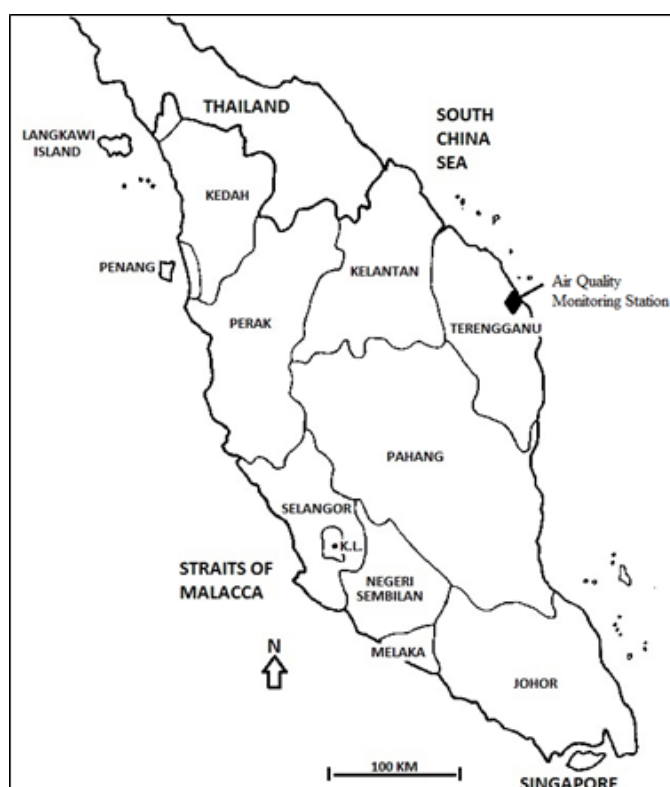 THAILAND
SOUTH
CHINA
SEA
LANGKAWI
ISLAND
KEDAH
PENANG
KELANTAN
Air Quality
Monitoring Station
PERAK
TERENGGANU
PAHANG
SELANGOR
K.L.
STRAITS OF
MALACCA
NEGERI
SEMBILAN
N
MELAKA
JOHOR
100 KM
SINGAPORE